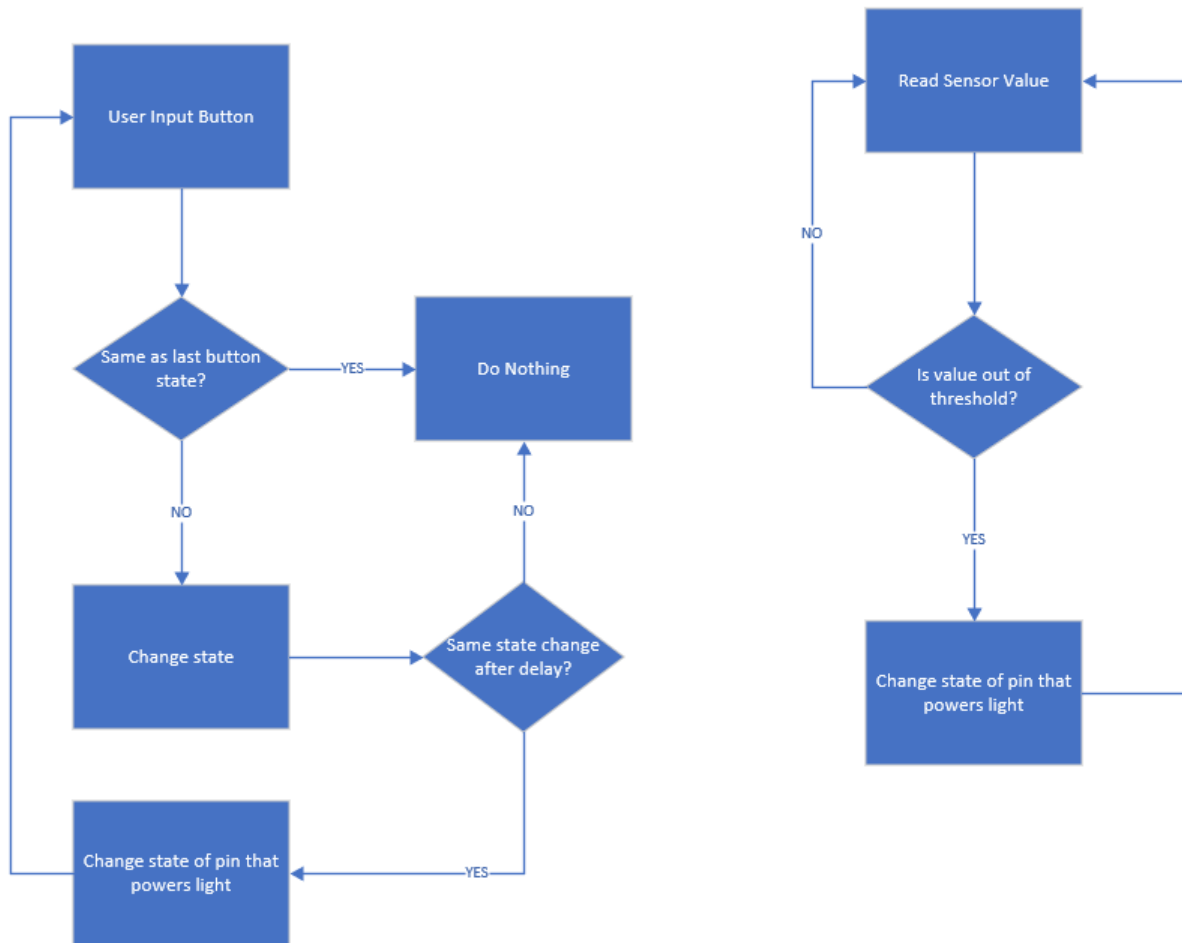 User Input Button
Same as last button
state?
YES
Do Nothing
NO
NO
Change state
Same state change
after delay?
Change state of pin that
powers light
YES
Read Sensor Value
NO
Is value out of
threshold?
YES
Change state of pin that
powers light